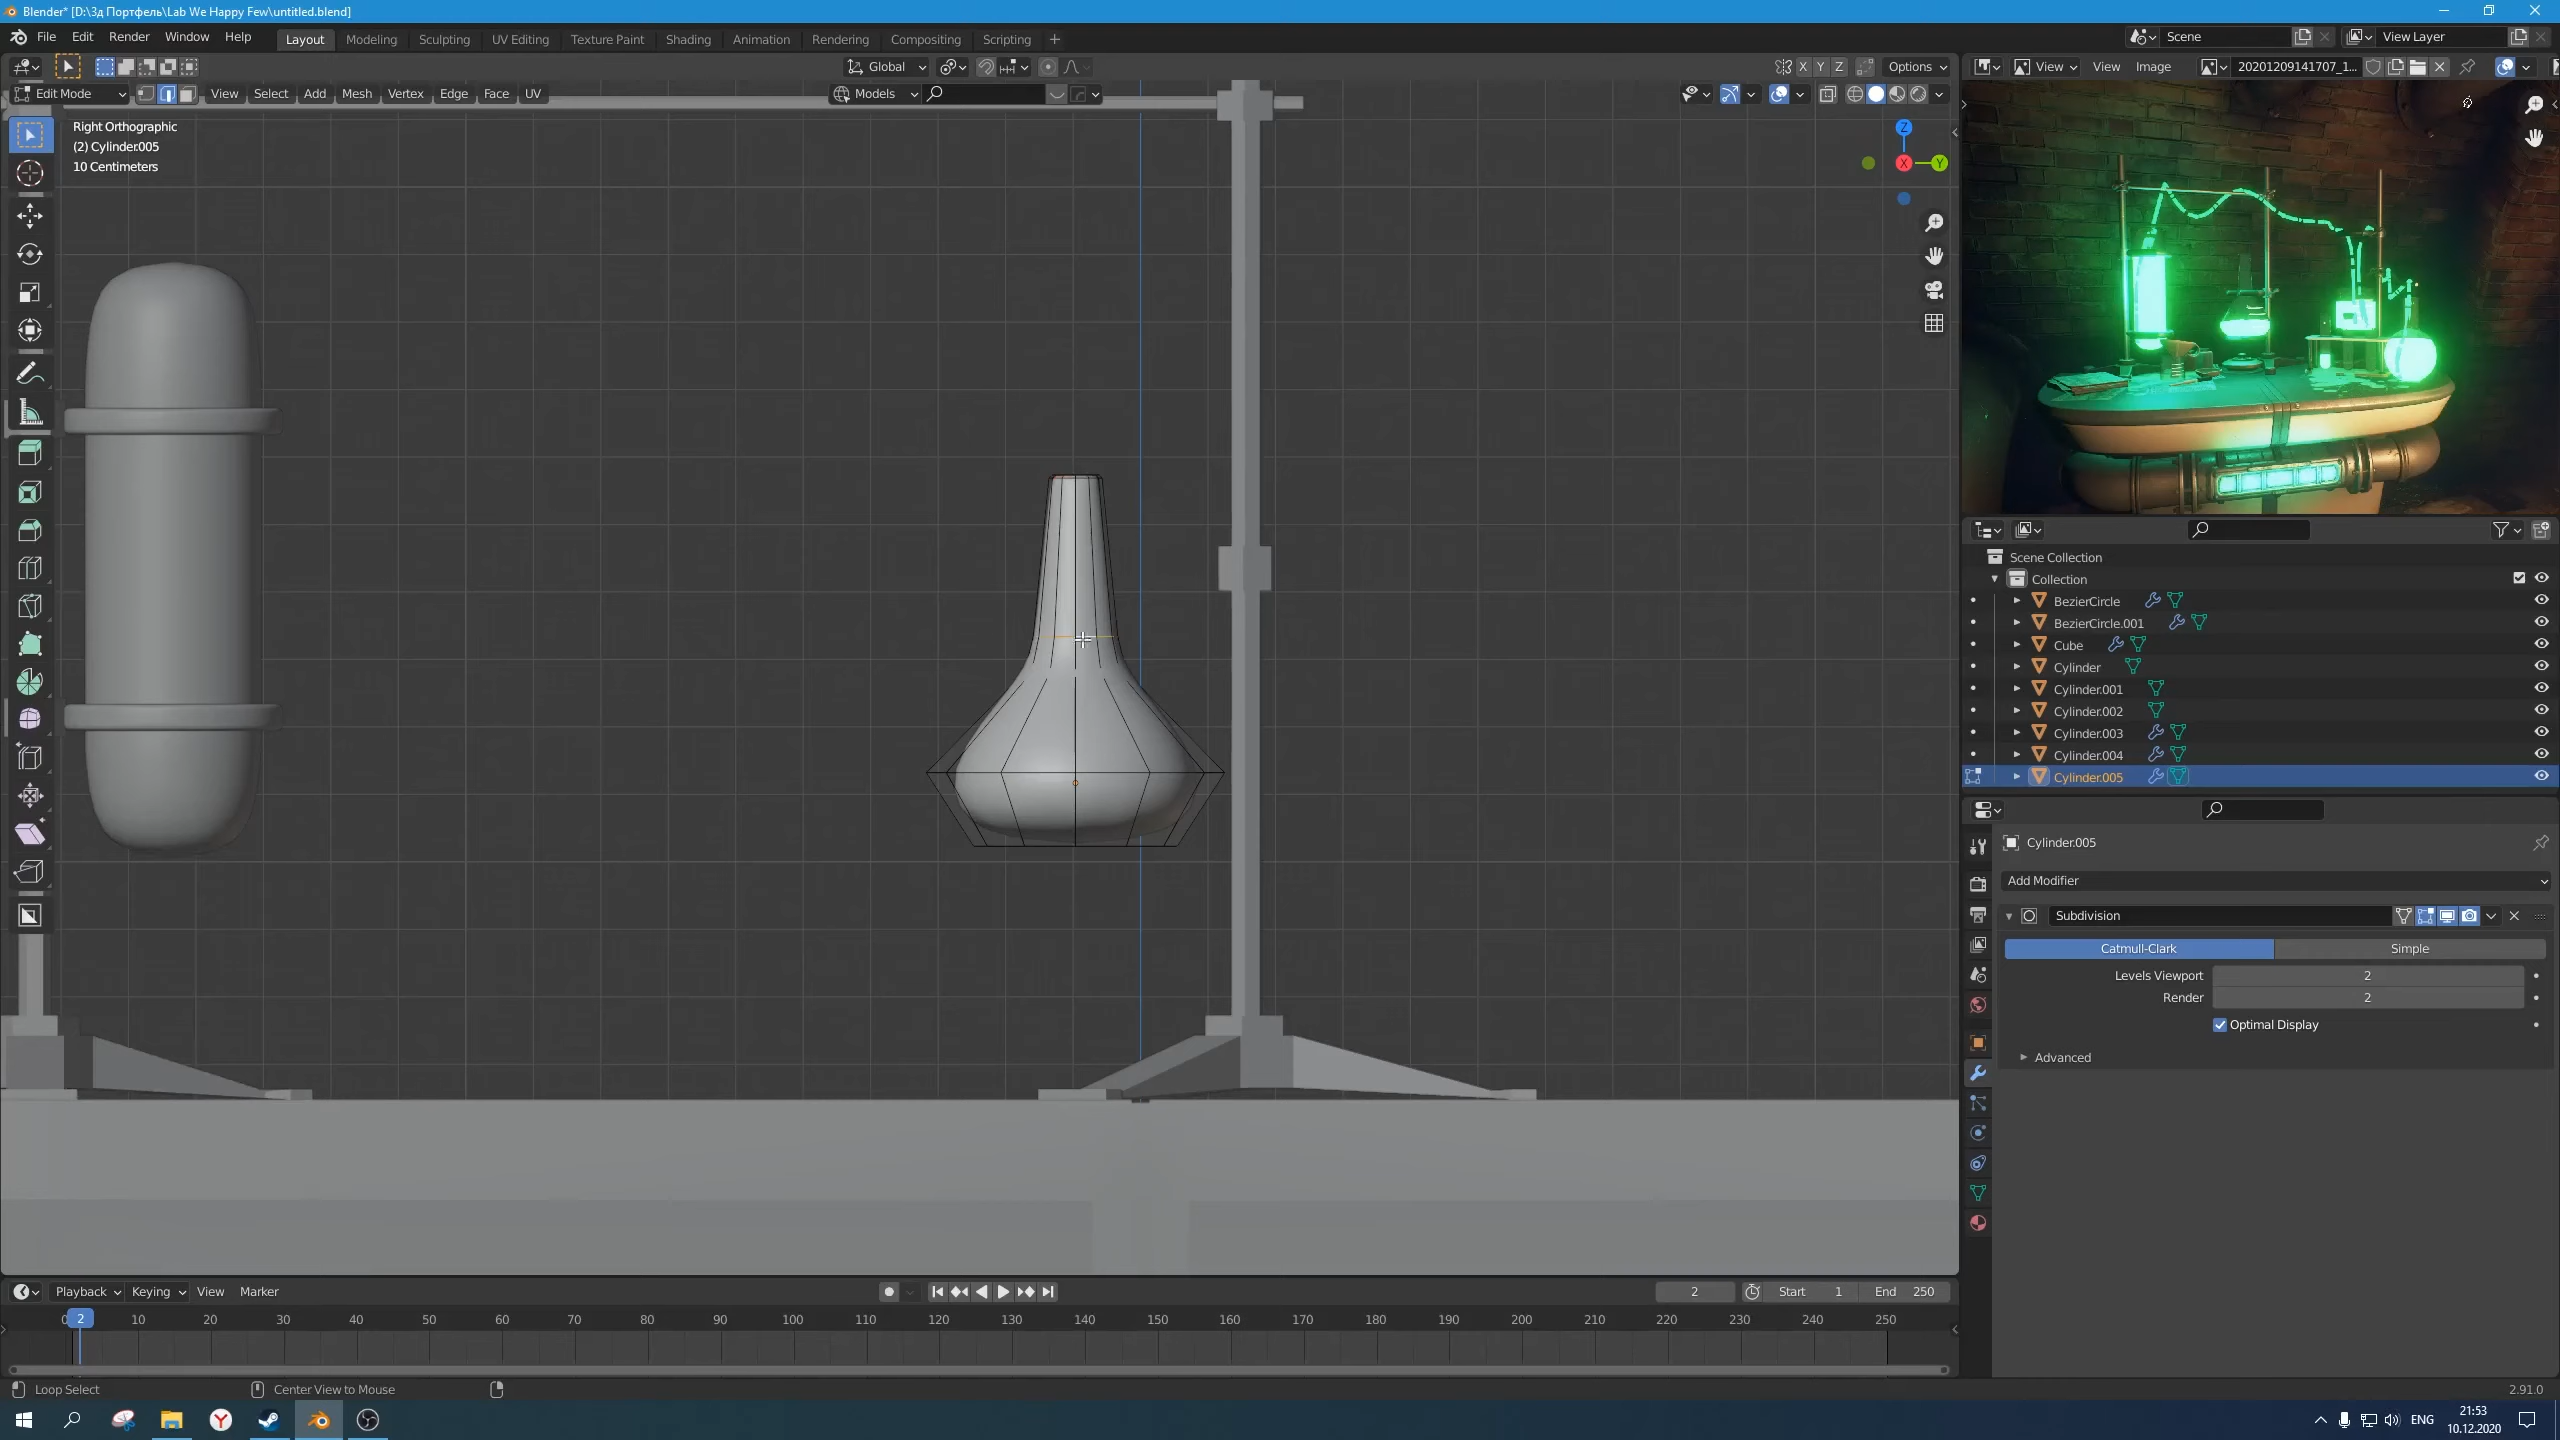 Blender* [D:\3д Портфель\Lab We Happy Few\untitled.blend]
File Edit Render Window Help Layout Modeling Sculpting UV Editing Texture Paint Shading Animation Rendering Compositing Scripting Scene View Layer
Global X Y Z Options View View Image 20201209141707_1...
Edit Mode View Select Add Mesh Vertex Edge Face UV Models
Right Orthographic
(2) Cylinder.005
10 Centimeters
Z
X Y
Scene Collection
Collection
BezierCircle
BezierCircle.001
Cube
Cylinder
Cylinder.001
Cylinder.002
Cylinder.003
Cylinder.004
Cylinder.005
Cylinder.005
Add Modifier
Subdivision
Catmull-Clark Simple
Levels Viewport 2
Render 2
Optimal Display
Advanced
Playback Keying View Marker 2 Start 1 End 250
0 2 10 20 30 40 50 60 70 80 90 100 110 120 130 140 150 160 170 180 190 200 210 220 230 240 250
Loop Select Center View to Mouse 2.91.0
ENG 21:53
10.12.2020